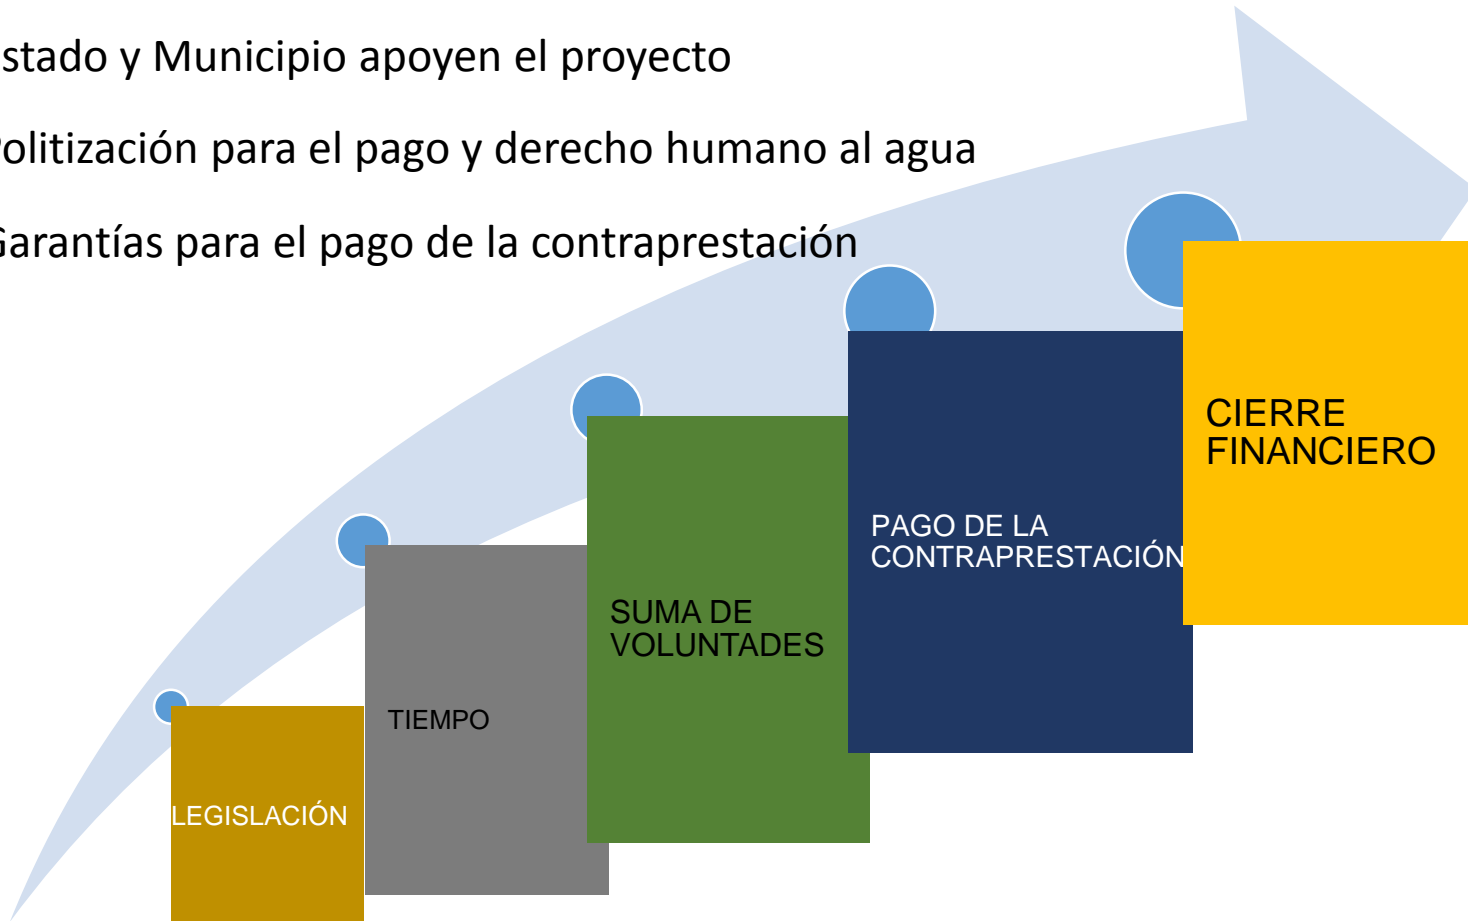 stado y Municipio apoyen el proyecto
olitización para el pago y derecho humano al agua
arantías para el pago de la contraprestación
CIERRE
FINANCIERO
PAGO DE LA
CONTRAPRESTACIÓN
SUMA DE
VOLUNTADES
TIEMPO
LEGISLACIÓN